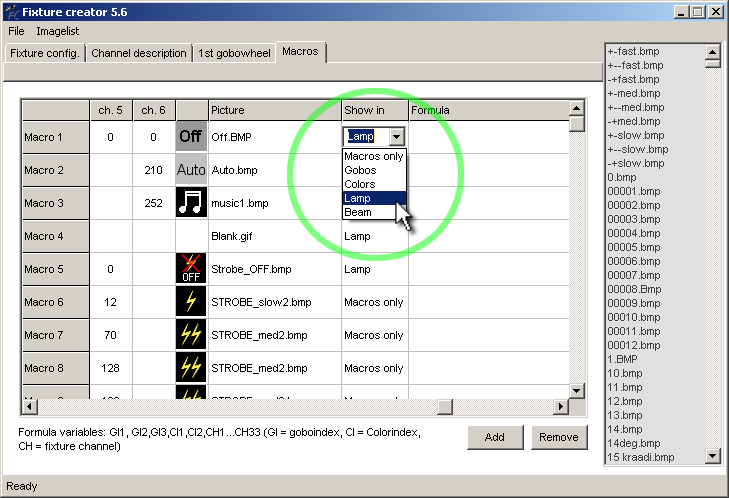 Fixture creator 5.6
File Imagelist
Fixture config. Channel description 1st gobowheel Macros
ch. 5 ch. 6 Picture Show in Formula
Macro 1 0 0 Off Off.BMP Lamp
Macros only
Gobos
Colors
Lamp
Beam
Macro 2 210 Auto Auto.bmp
Macro 3 252 music1.bmp
Macro 4 Blank.gif Lamp
Macro 5 0 OFF Strobe_OFF.bmp Lamp
Macro 6 12 STROBE_slow2.bmp Macros only
Macro 7 70 STROBE_med2.bmp Macros only
Macro 8 128 STROBE_med2.bmp Macros only
Formula variables: GI1, GI2,GI3,CI1,CI2,CH1...CH33 (GI = goboindex, CI = Colorindex,
CH = fixture channel)
Add Remove
+-fast.bmp
+--fast.bmp
-+fast.bmp
+-med.bmp
+--med.bmp
-+med.bmp
+-slow.bmp
+--slow.bmp
-+slow.bmp
0.bmp
00001.bmp
00002.bmp
00003.bmp
00004.bmp
00005.bmp
00006.bmp
00007.bmp
00008.Bmp
00009.bmp
00010.bmp
00011.bmp
00012.bmp
1.BMP
10.bmp
11.bmp
12.bmp
13.bmp
14.bmp
14deg.bmp
15 kraadi.bmp
Ready